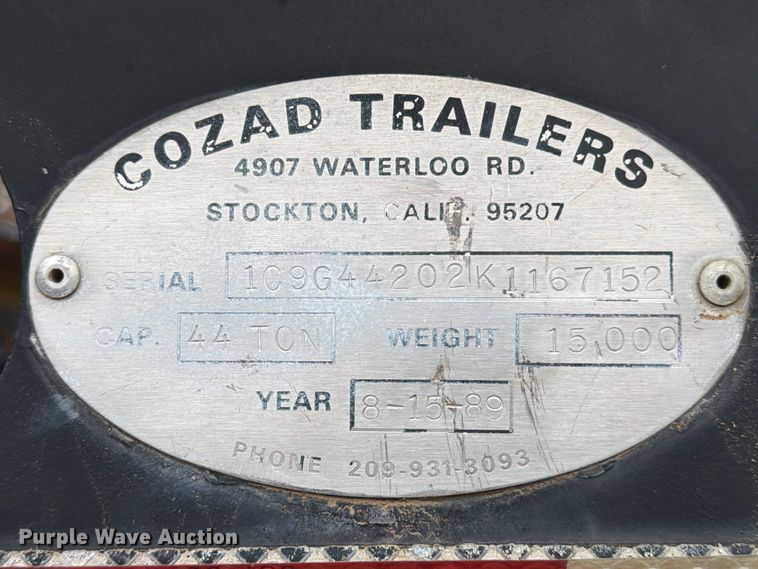 COZAD TRAILERS
4907 WATERLOO RD.
STOCKTON, CALIF. 95207
SERIAL 1C9G44202K1167152
CAP. 44 TON WEIGHT 15,000
YEAR 8-15-89
PHONE 209-931-3093
Purple Wave Auction